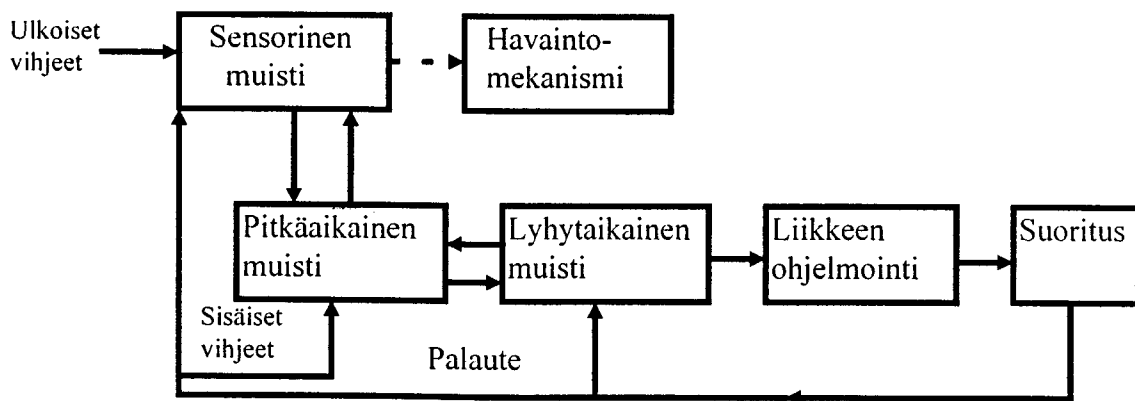 Ulkoiset
vihjeet
Sensorinen
muisti
Havainto-
mekanismi
Pitkäaikainen
muisti
Lyhytaikainen
muisti
Liikkeen
ohjelmointi
Suoritus
Sisäiset
vihjeet
Palaute